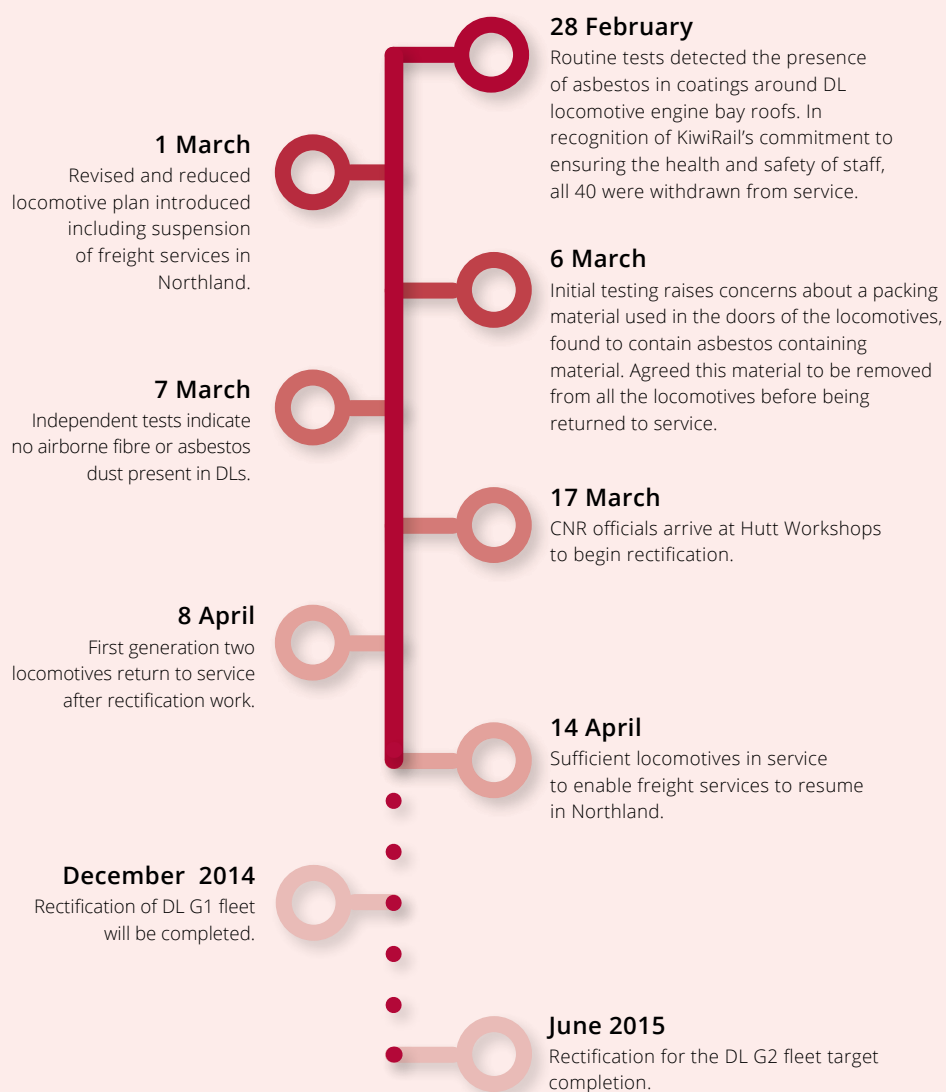 28 February
Routine tests detected the presence
of asbestos in coatings around DL
locomotive engine bay roofs. In
recognition of KiwiRail’s commitment to
ensuring the health and safety of staff,
all 40 were withdrawn from service.
1 March
Revised and reduced
locomotive plan introduced
including suspension
of freight services in
Northland.
6 March
Initial testing raises concerns about a packing
material used in the doors of the locomotives,
found to contain asbestos containing
material. Agreed this material to be removed
from all the locomotives before being
returned to service.
7 March
Independent tests indicate
no airborne fibre or asbestos
dust present in DLs.
17 March
CNR officials arrive at Hutt Workshops
to begin rectification.
8 April
First generation two
locomotives return to service
after rectification work.
14 April
Sufficient locomotives in service
to enable freight services to resume
in Northland.
December 2014
Rectification of DL G1 fleet
will be completed.
June 2015
Rectification for the DL G2 fleet target
completion.